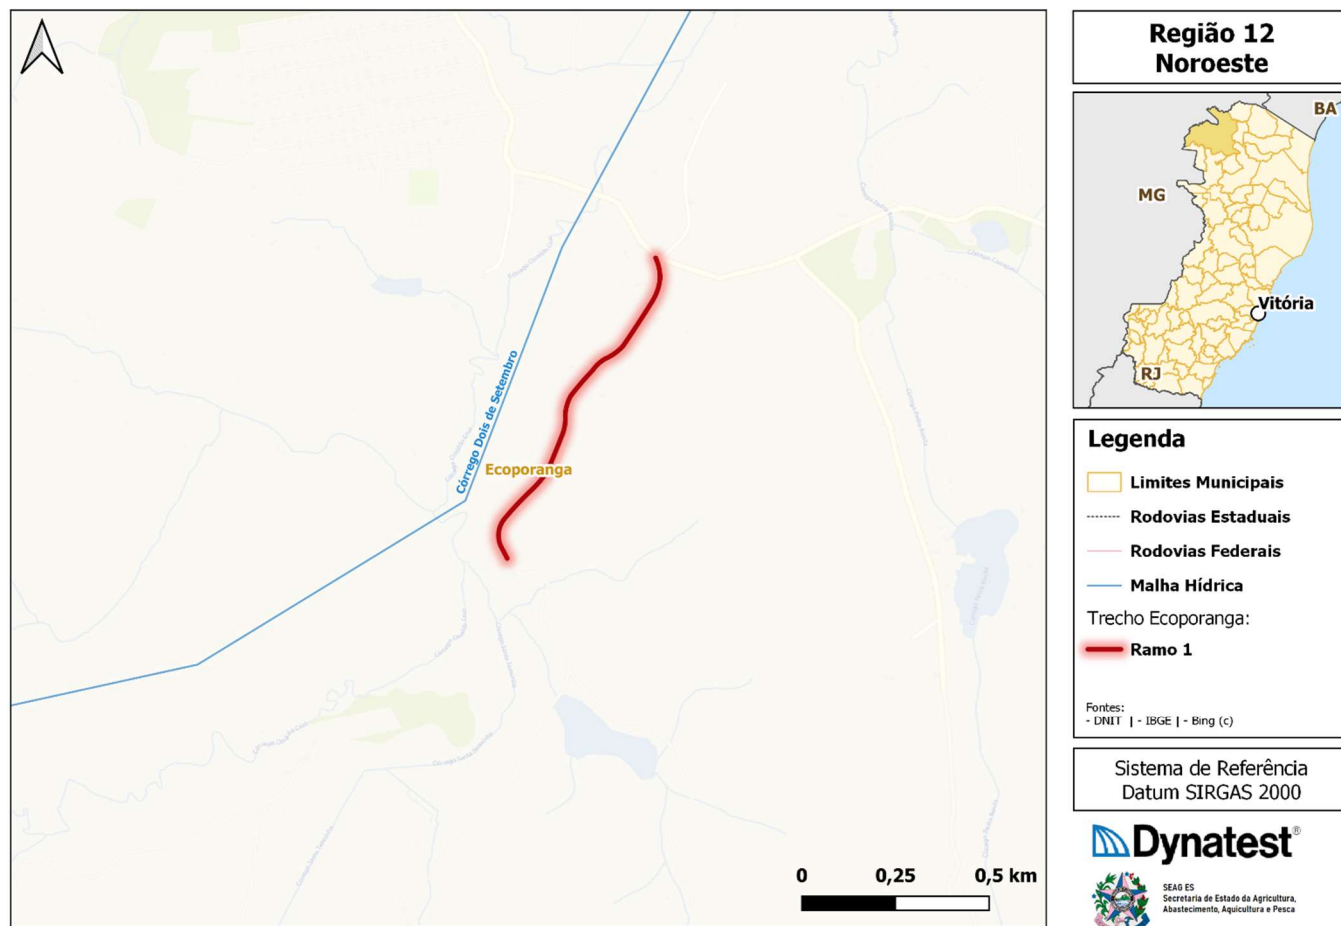 Região 12
Noroeste
BA
MG
Vitória
RJ
Córrego Dois de Setembro
Ecoporanga
Legenda
Limites Municipais
Rodovias Estaduais
Rodovias Federais
Malha Hídrica
Trecho Ecoporanga:
Ramo 1
Fontes:
- DNIT | - IBGE | - Bing (c)
Sistema de Referência
Datum SIRGAS 2000
Dynatest®
SEAG ES
Secretaria de Estado da Agricultura,
Abastecimento, Aquicultura e Pesca
0 0,25 0,5 km